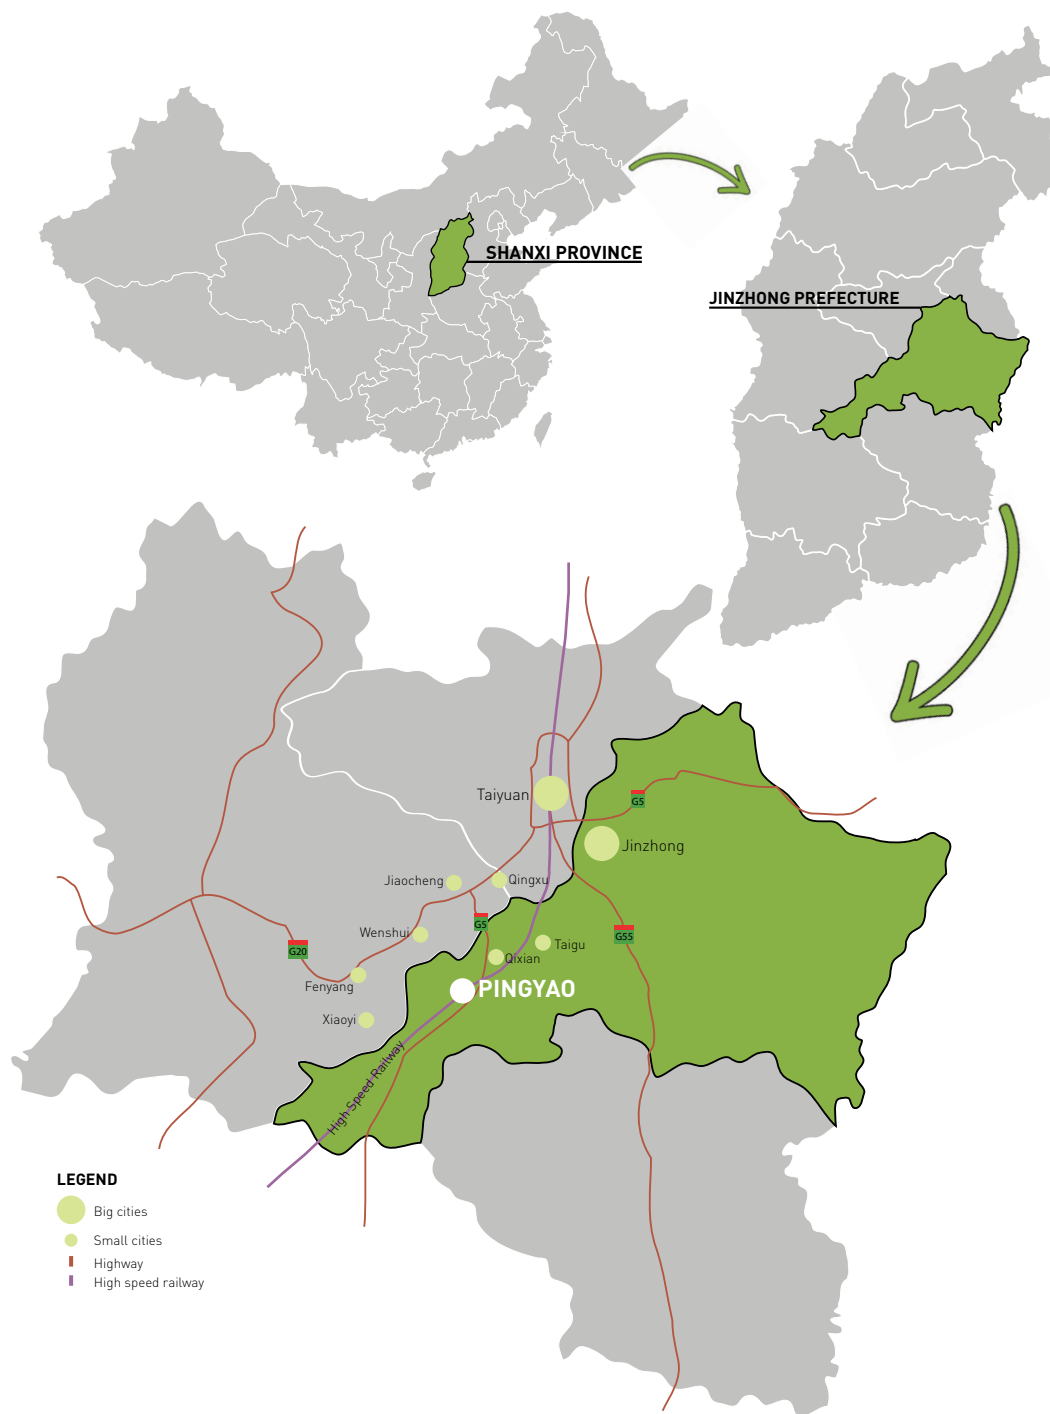 SHANXI PROVINCE
JINZHONG PREFECTURE
Taiyuan
G5
Jinzhong
Jiaocheng
Qingxu
Wenshui
G5
G55
G20
Taigu
Qixian
Fenyang
PINGYAO
Xiaoyi
High Speed Railway
LEGEND
Big cities
Small cities
Highway
High speed railway